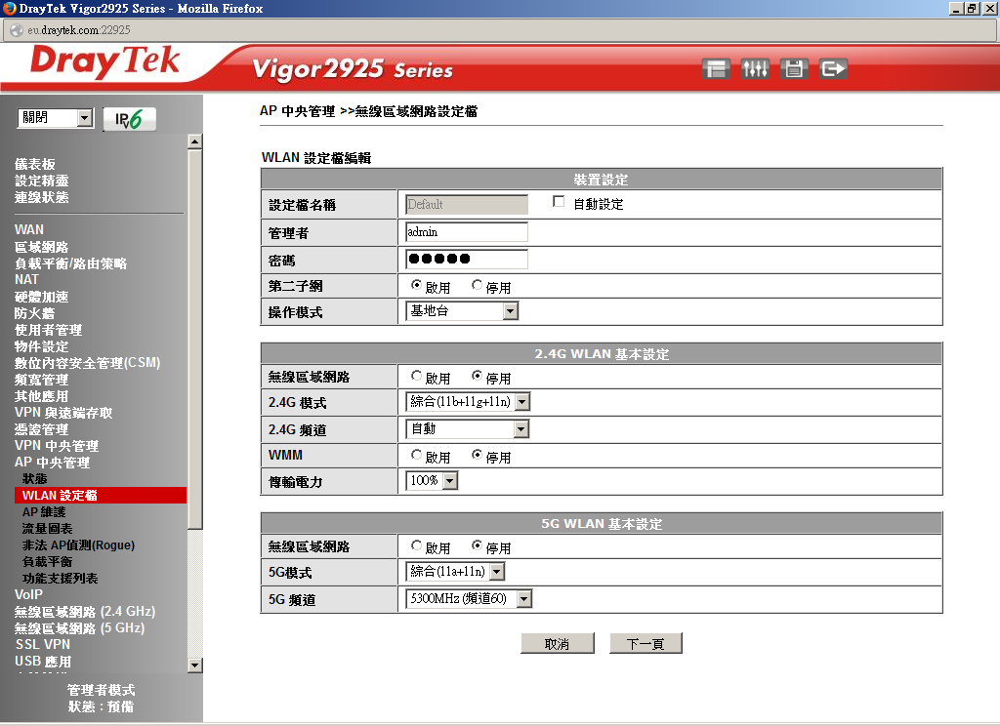 DrayTek Vigor2925 Series - Mozilla Firefox
eu.draytek.com:22925
DrayTek
Vigor2925 Series
關閉
IPv6
儀表板
設定精靈
連線狀態
WAN
區域網路
負載平衡/路由策略
NAT
硬體加速
防火牆
使用者管理
物件設定
數位內容安全管理(CSM)
頻寬管理
其他應用
VPN 與遠端存取
憑證管理
VPN 中央管理
AP 中央管理
狀態
WLAN 設定檔
AP 維護
流量圖表
非法 AP偵測(Rogue)
負載平衡
功能支援列表
VoIP
無線區域網路 (2.4 GHz)
無線區域網路 (5 GHz)
SSL VPN
USB 應用
管理者模式
狀態：預備
AP 中央管理 >>無線區域網路設定檔
WLAN 設定檔編輯
裝置設定
設定檔名稱 Default 自動設定
管理者 admin
密碼 ●●●●●
第二子網 啟用 停用
操作模式 基地台
2.4G WLAN 基本設定
無線區域網路 啟用 停用
2.4G 模式 綜合(11b+11g+11n)
2.4G 頻道 自動
WMM 啟用 停用
傳輸電力 100%
5G WLAN 基本設定
無線區域網路 啟用 停用
5G模式 綜合(11a+11n)
5G 頻道 5300MHz (頻道60)
取消 下一頁